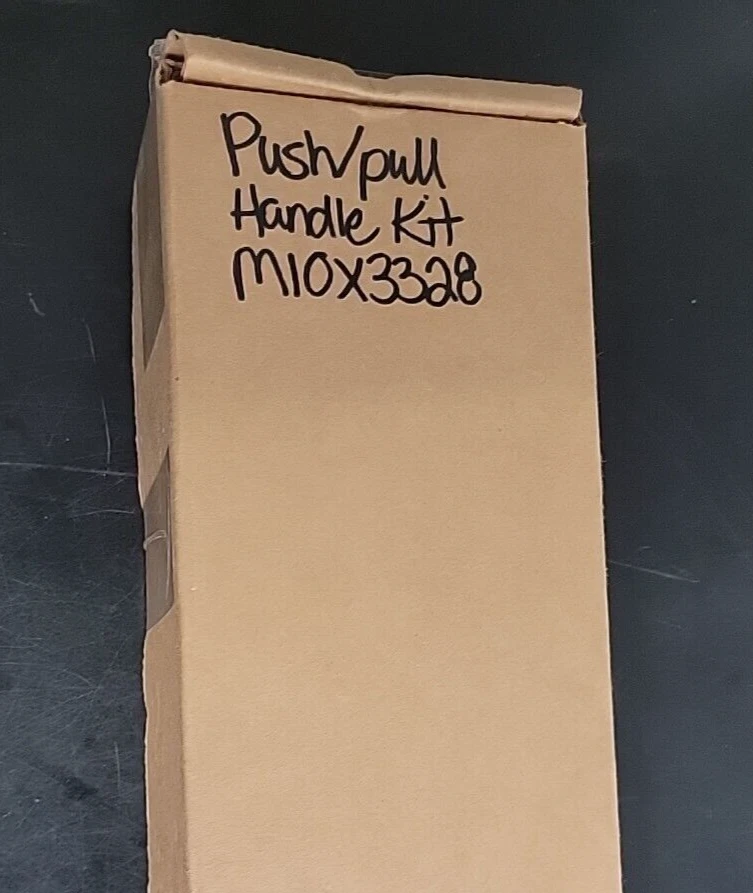 Push/pull
Handle Kit
M10X3328